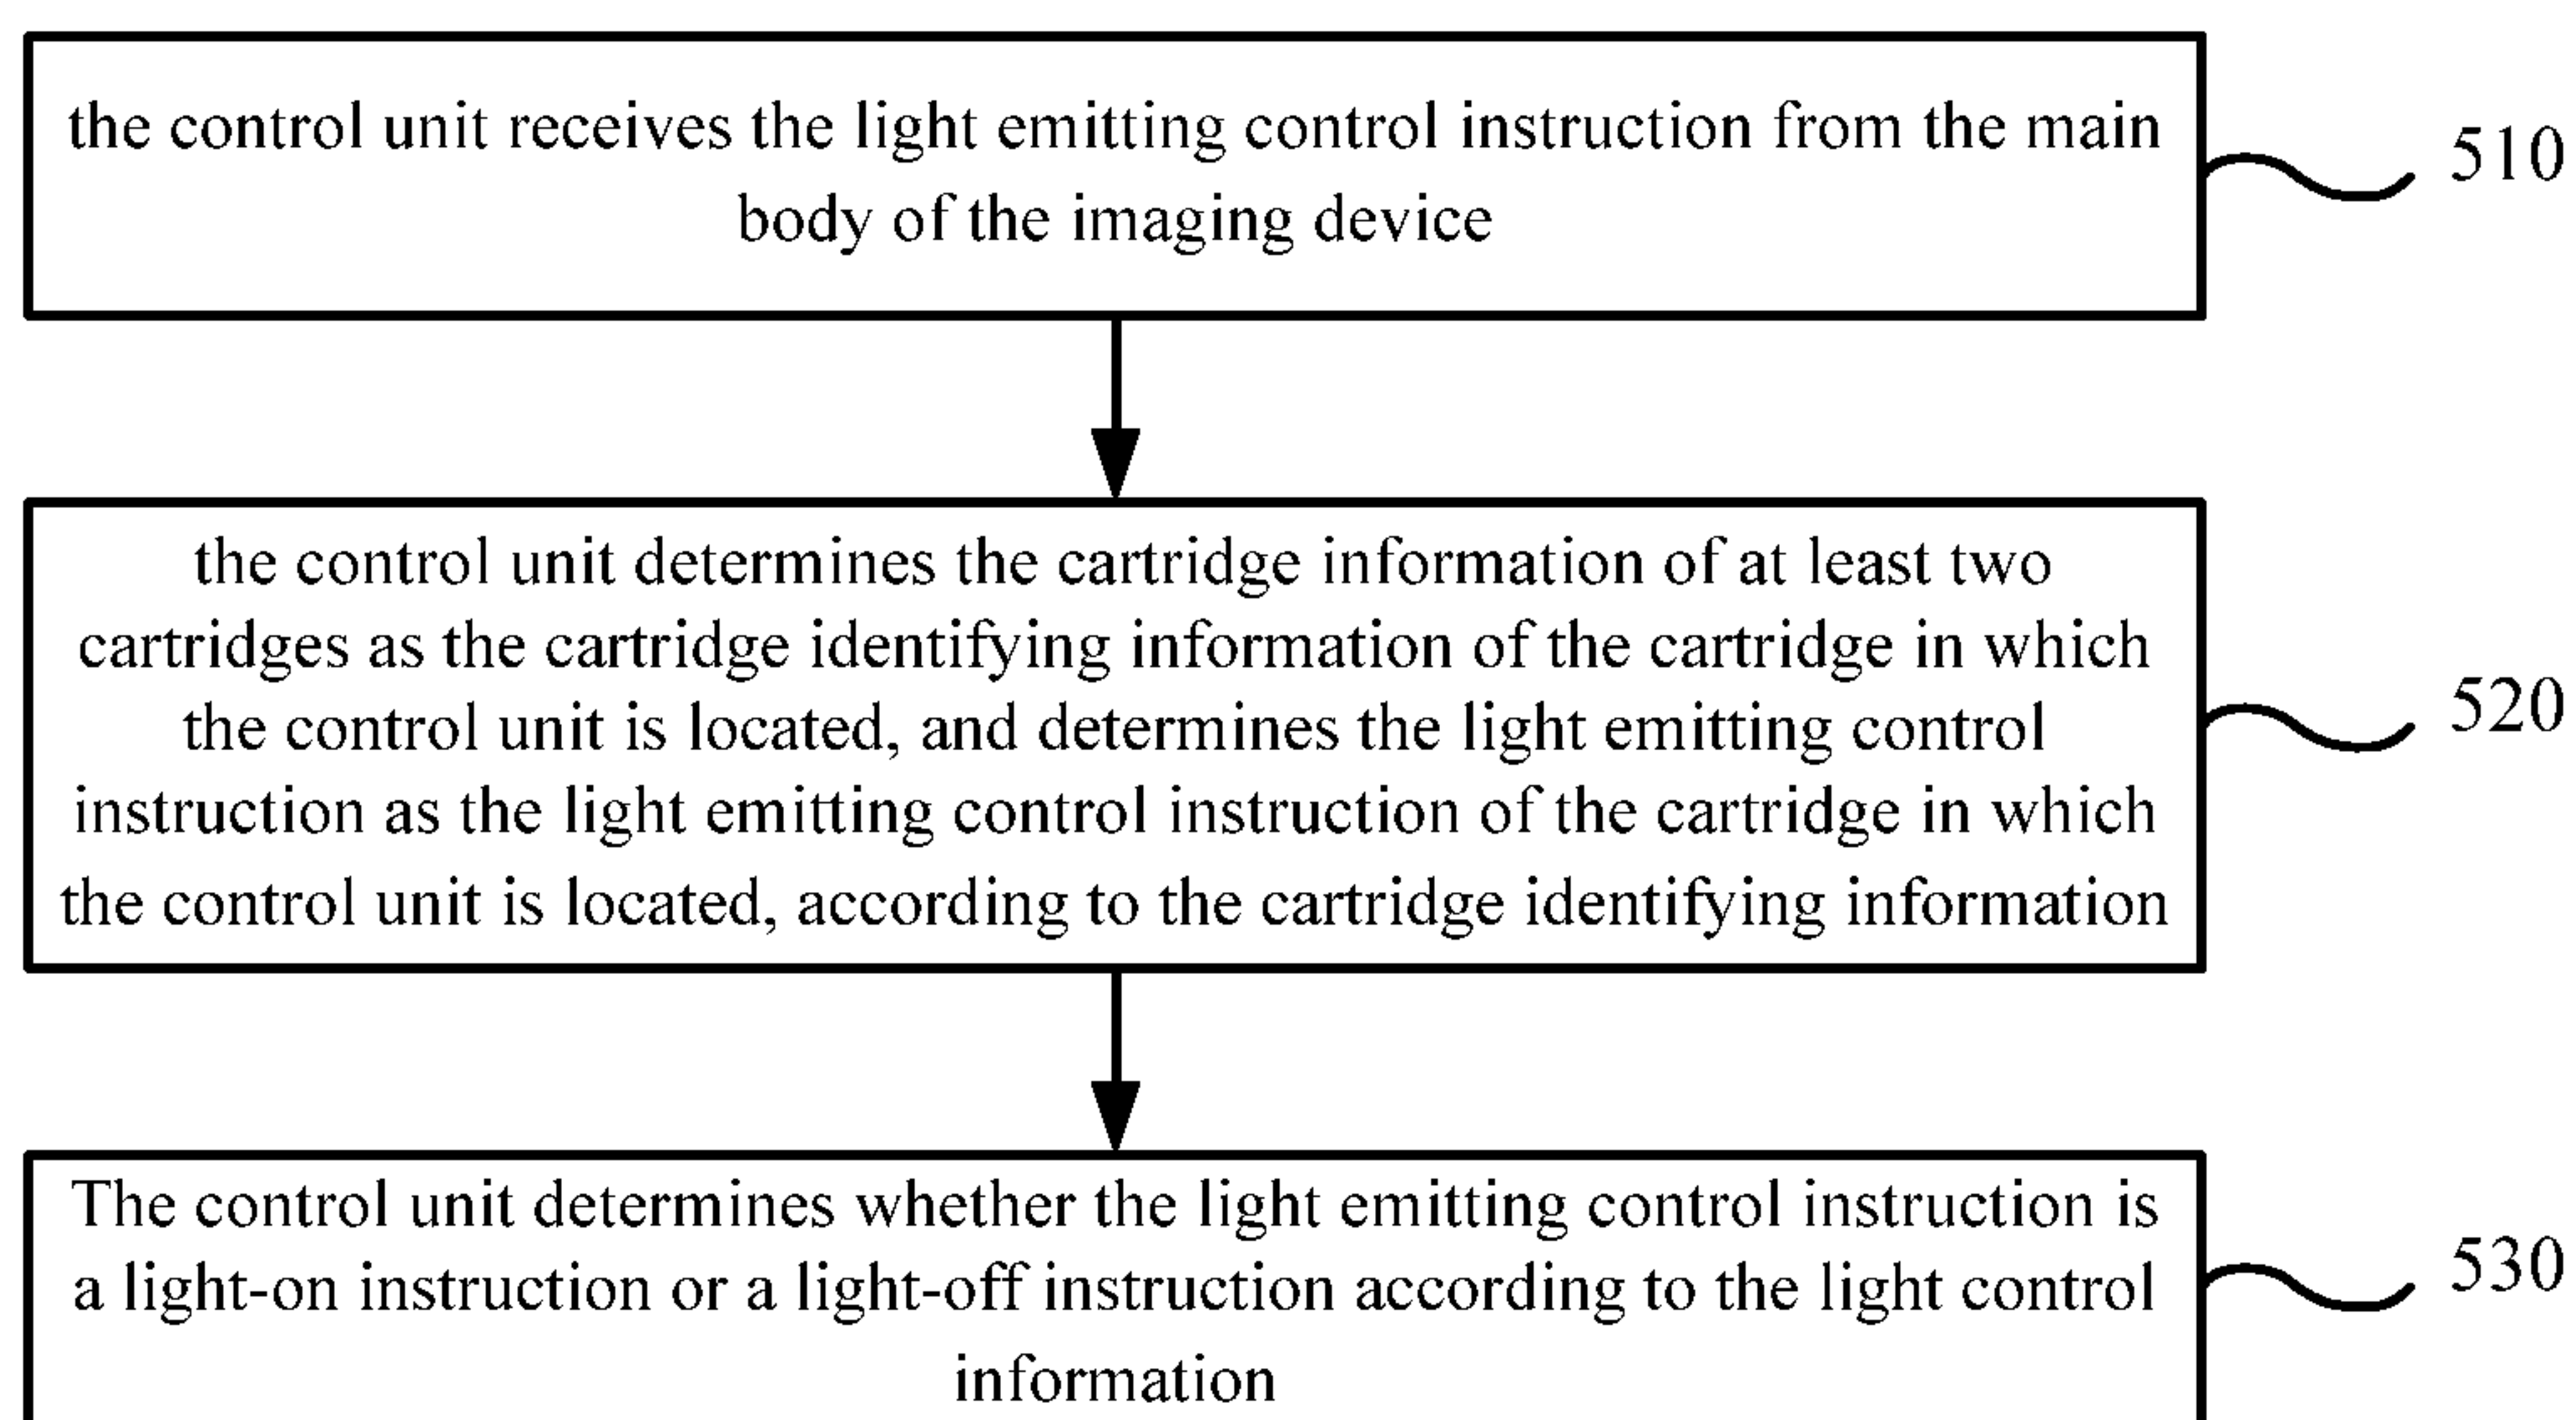 the control unit receives the light emitting control instruction from the main
body of the imaging device
510
the control unit determines the cartridge information of at least two
cartridges as the cartridge identifying information of the cartridge in which
the control unit is located, and determines the light emitting control
instruction as the light emitting control instruction of the cartridge in which
the control unit is located, according to the cartridge identifying information
520
The control unit determines whether the light emitting control instruction is
a light-on instruction or a light-off instruction according to the light control
information
530